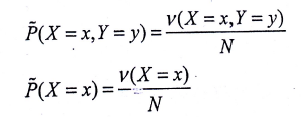 P̃(X = x, Y = y) = ν(X = x, Y = y) / N
P̃(X = x) = ν(X = x) / N